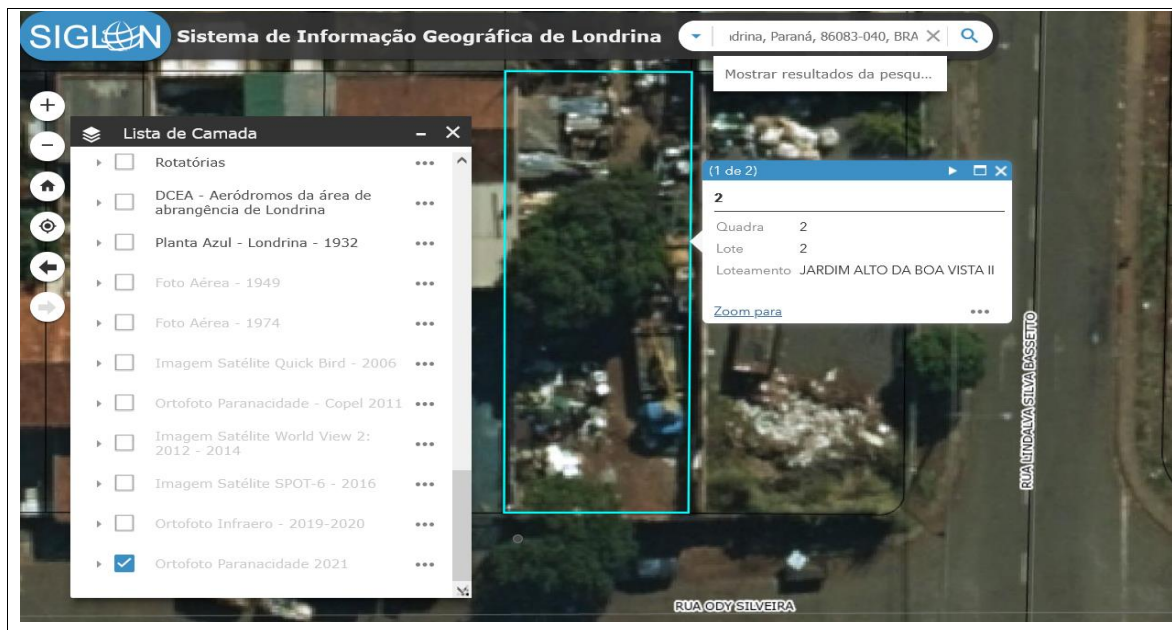 SIGLON
Sistema de Informação Geográfica de Londrina
drina, Paraná, 86083-040, BRA
Mostrar resultados da pesqu...
Lista de Camada
Rotatórias
DCEA - Aeródromos da área de
abrangência de Londrina
Planta Azul - Londrina - 1932
Foto Aérea - 1949
Foto Aérea - 1974
Imagem Satélite Quick Bird - 2006
Ortofoto Paranacidade - Copel 2011
Imagem Satélite World View 2:
2012 - 2014
Imagem Satélite SPOT-6 - 2016
Ortofoto Infraero - 2019-2020
Ortofoto Paranacidade 2021
(1 de 2)
2
Quadra 2
Lote 2
Loteamento JARDIM ALTO DA BOA VISTA II
Zoom para
RUA LINDALVA SILVA BASSETTO
RUA ODY SILVEIRA